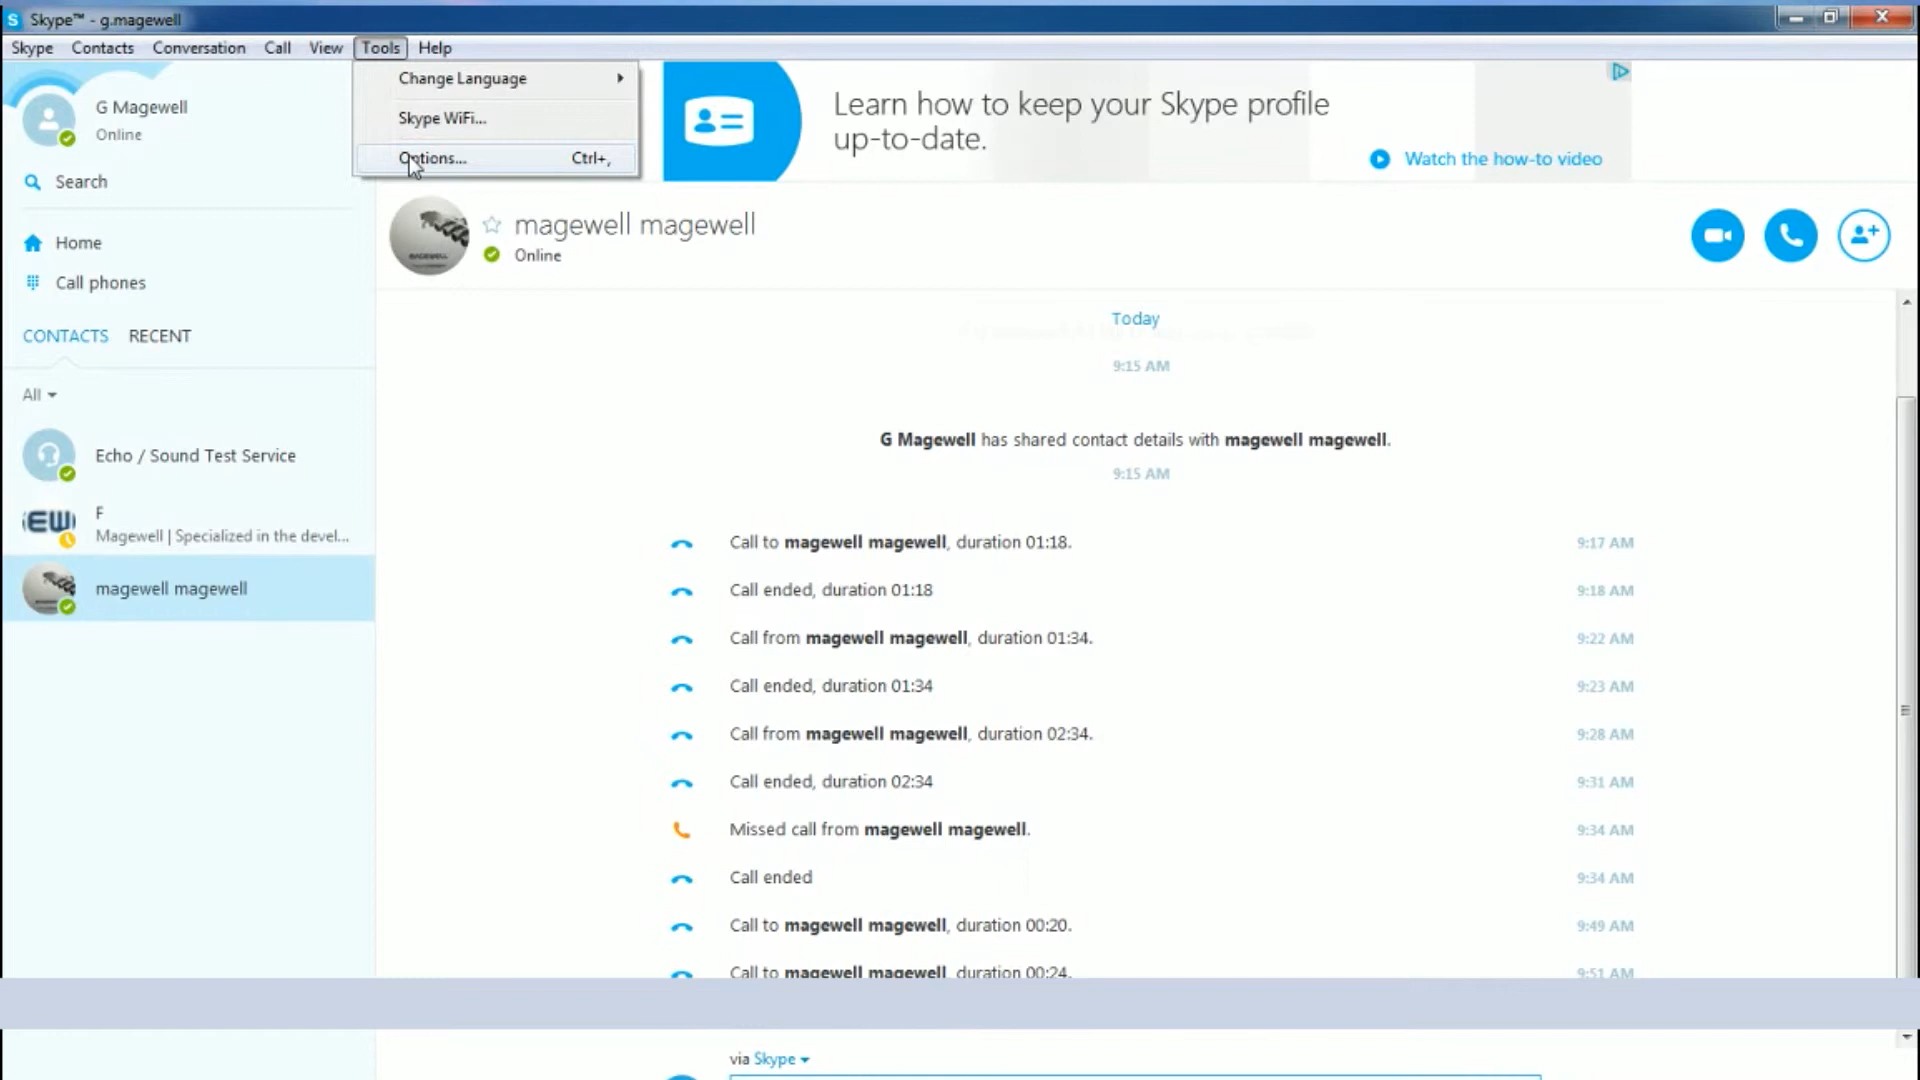 Skype™ - g.magewell
Skype Contacts Conversation Call View Tools Help
Change Language
Skype WiFi...
Options... Ctrl+,
G Magewell
Online
Search
Home
Call phones
CONTACTS RECENT
All
Echo / Sound Test Service
F
Magewell | Specialized in the devel...
magewell magewell
Learn how to keep your Skype profile
up-to-date.
Watch the how-to video
magewell magewell
Online
Today
9:15 AM
G Magewell has shared contact details with magewell magewell.
9:15 AM
Call to magewell magewell, duration 01:18. 9:17 AM
Call ended, duration 01:18 9:18 AM
Call from magewell magewell, duration 01:34. 9:22 AM
Call ended, duration 01:34 9:23 AM
Call from magewell magewell, duration 02:34. 9:28 AM
Call ended, duration 02:34 9:31 AM
Missed call from magewell magewell. 9:34 AM
Call ended 9:34 AM
Call to magewell magewell, duration 00:20. 9:49 AM
Call to magewell magewell, duration 00:24. 9:51 AM
via Skype